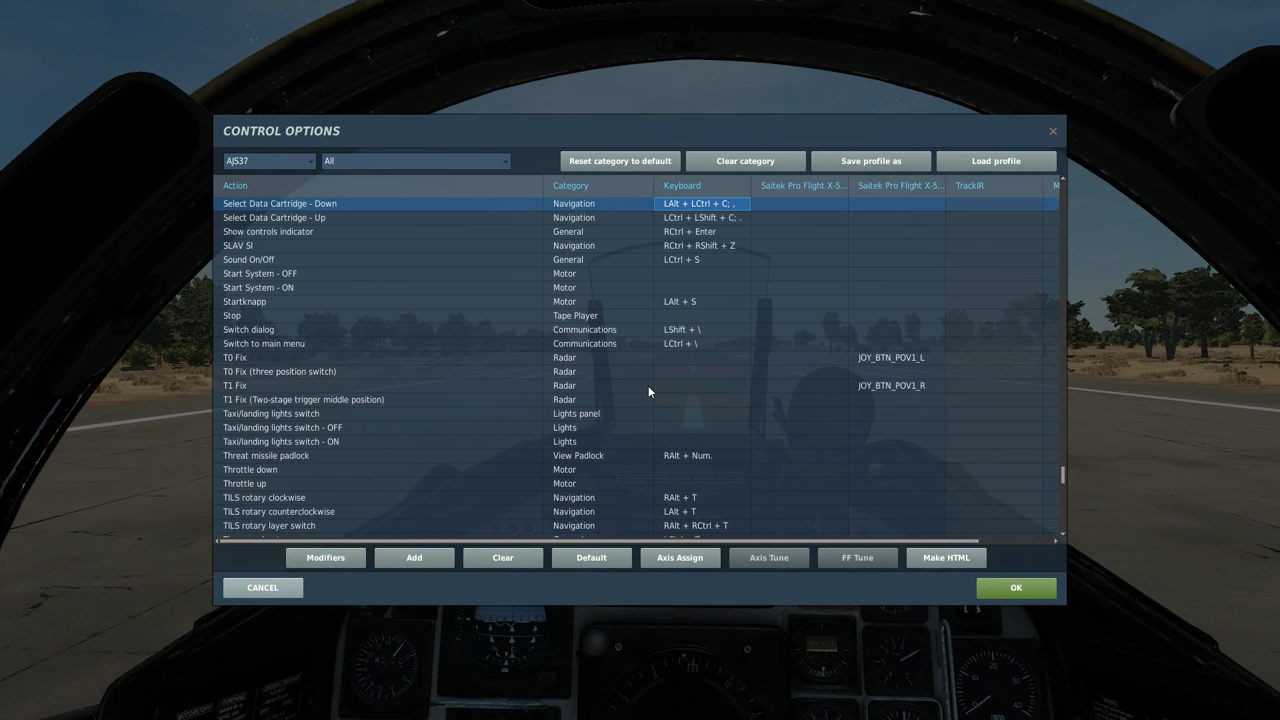 CONTROL OPTIONS ×
AJS37 All Reset category to default Clear category Save profile as Load profile
Action Category Keyboard Saitek Pro Flight X-5... Saitek Pro Flight X-5... TrackIR M
Select Data Cartridge - Down Navigation LAlt + LCtrl + C; ,
Select Data Cartridge - Up Navigation LCtrl + LShift + C; .
Show controls indicator General RCtrl + Enter
SLAV SI Navigation RCtrl + RShift + Z
Sound On/Off General LCtrl + S
Start System - OFF Motor
Start System - ON Motor
Startknapp Motor LAlt + S
Stop Tape Player
Switch dialog Communications LShift + \
Switch to main menu Communications LCtrl + \
T0 Fix Radar JOY_BTN_POV1_L
T0 Fix (three position switch) Radar
T1 Fix Radar JOY_BTN_POV1_R
T1 Fix (Two-stage trigger middle position) Radar
Taxi/landing lights switch Lights panel
Taxi/landing lights switch - OFF Lights
Taxi/landing lights switch - ON Lights
Threat missile padlock View Padlock RAlt + Num.
Throttle down Motor
Throttle up Motor
TILS rotary clockwise Navigation RAlt + T
TILS rotary counterclockwise Navigation LAlt + T
TILS rotary layer switch Navigation RAlt + RCtrl + T
Modifiers Add Clear Default Axis Assign Axis Tune FF Tune Make HTML
CANCEL OK
L S
20
40